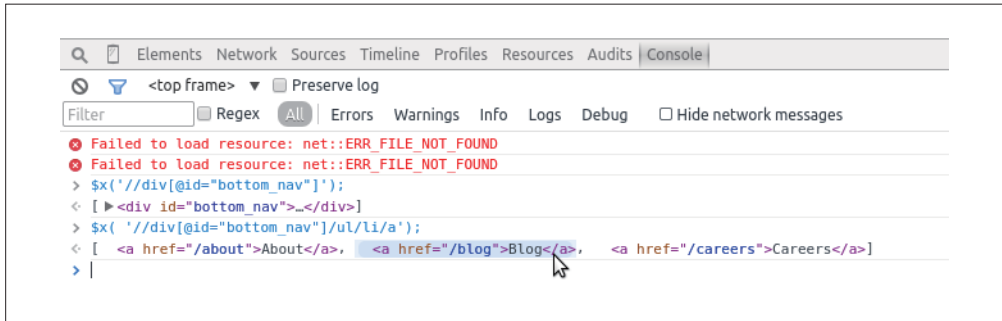 Elements Network Sources Timeline Profiles Resources Audits Console
<top frame> ▼ Preserve log
Filter Regex All Errors Warnings Info Logs Debug Hide network messages
Failed to load resource: net::ERR_FILE_NOT_FOUND
Failed to load resource: net::ERR_FILE_NOT_FOUND
> $x('//div[@id="bottom_nav"]');
< [ ▶<div id="bottom_nav">…</div>]
> $x( '//div[@id="bottom_nav"]/ul/li/a');
< [ <a href="/about">About</a>, <a href="/blog">Blog</a>, <a href="/careers">Careers</a>]
>